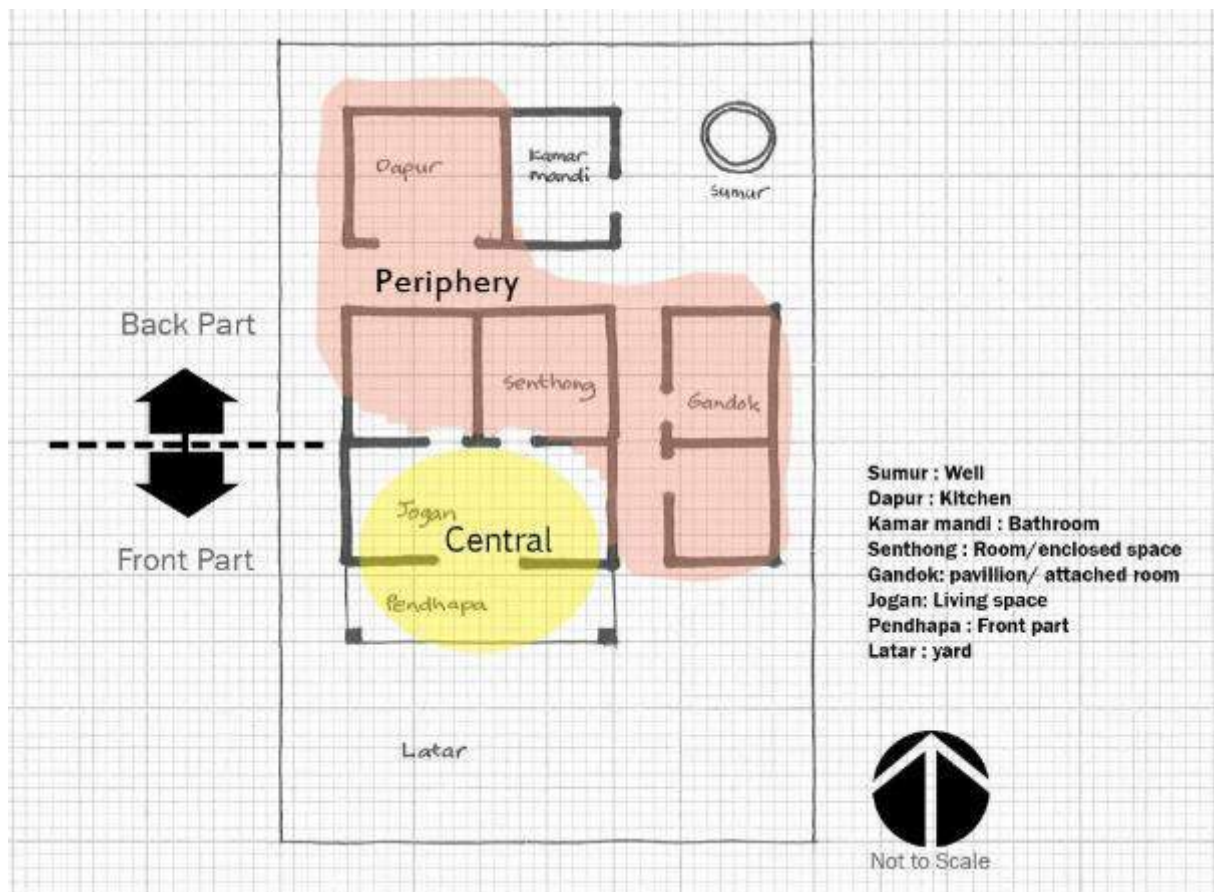 Dapur
Kamar
mandi
Sumur
Periphery
Back Part
Senthong
Gandok
Jogan
Central
Front Part
Pendhapa
Latar
Sumur : Well
Dapur : Kitchen
Kamar mandi : Bathroom
Senthong : Room/enclosed space
Gandok: pavillion/ attached room
Jogan: Living space
Pendhapa : Front part
Latar : yard
Not to Scale